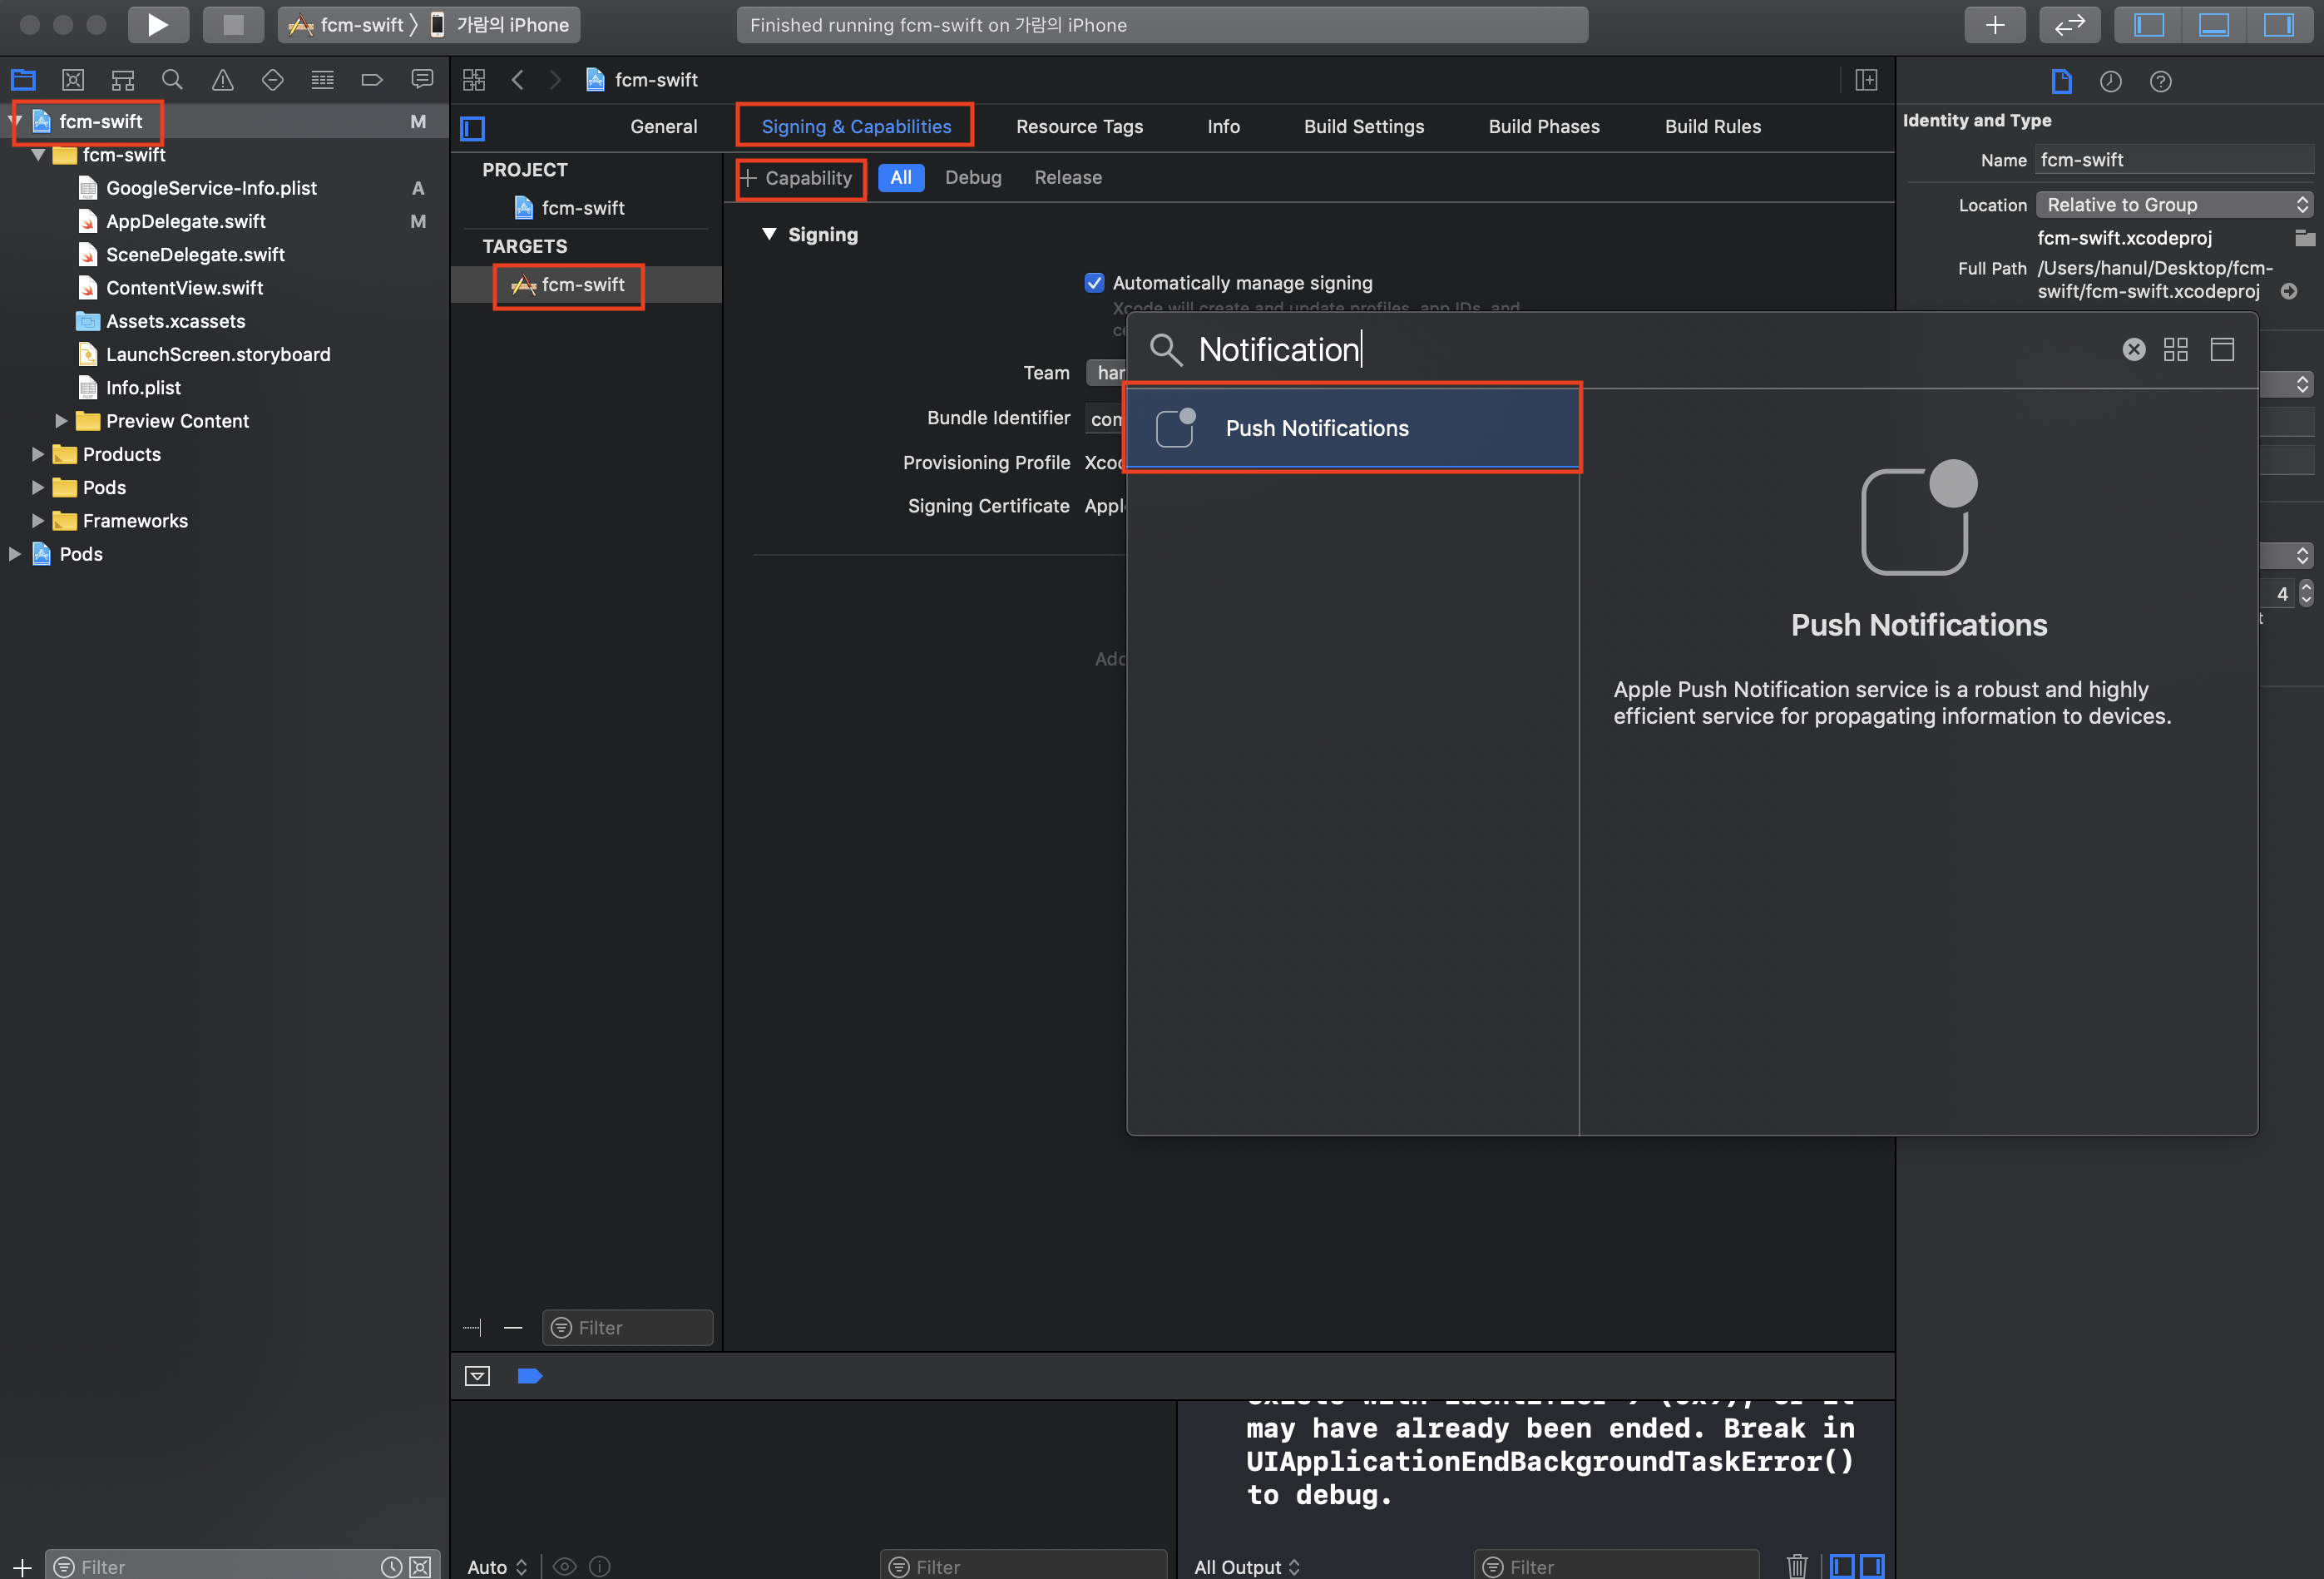 fcm-swift 〉 가람의 iPhone
Finished running fcm-swift on 가람의 iPhone
fcm-swift M
fcm-swift
GoogleService-Info.plist A
AppDelegate.swift M
SceneDelegate.swift
ContentView.swift
Assets.xcassets
LaunchScreen.storyboard
Info.plist
Preview Content
Products
Pods
Frameworks
Pods
Filter
fcm-swift
General Signing & Capabilities Resource Tags Info Build Settings Build Phases Build Rules
PROJECT
fcm-swift
TARGETS
fcm-swift
Filter
+ Capability All Debug Release
Signing
Automatically manage signing
Xcode will create and update profiles, app IDs, and
Team
Bundle Identifier
Provisioning Profile
Signing Certificate
Notification
Push Notifications
Push Notifications
Apple Push Notification service is a robust and highly
efficient service for propagating information to devices.
Identity and Type
Name fcm-swift
Location Relative to Group
fcm-swift.xcodeproj
Full Path /Users/hanul/Desktop/fcm-
swift/fcm-swift.xcodeproj
4
may have already been ended. Break in
UIApplicationEndBackgroundTaskError()
to debug.
Auto
Filter
All Output
Filter